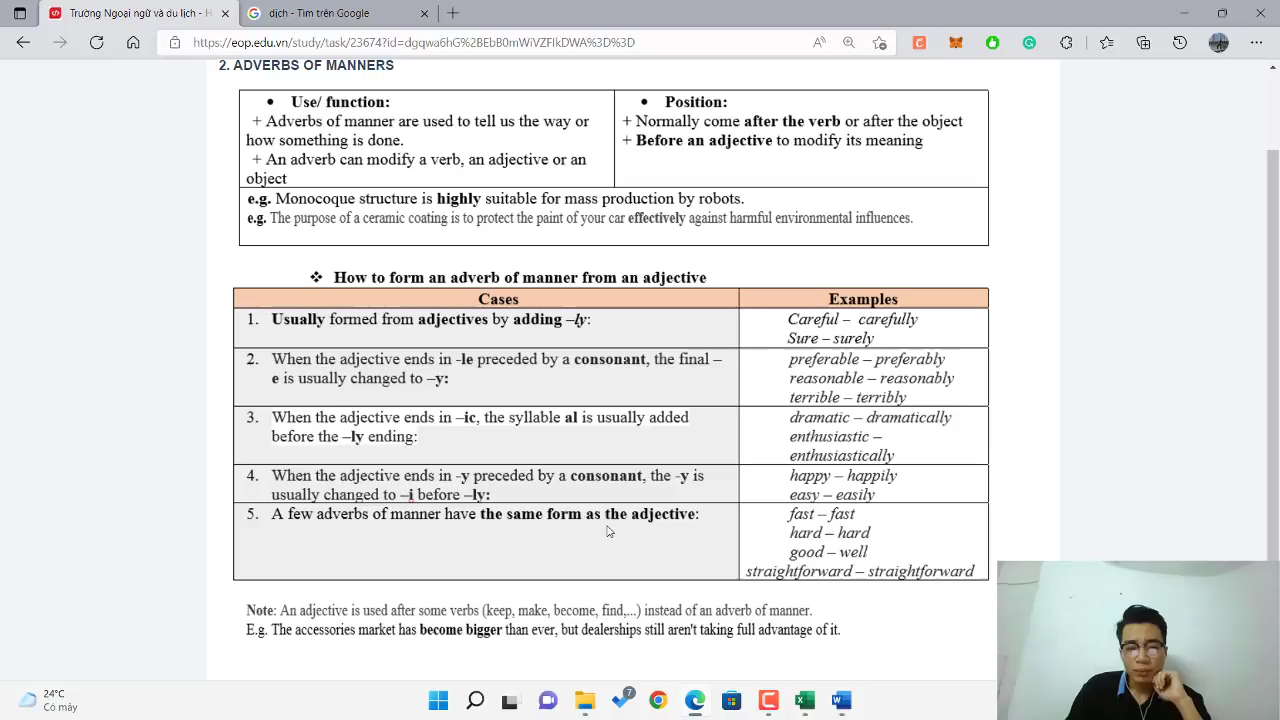 Trường Ngoại ngữ và du lịch - H
dịch - Tìm trên Google
https://eop.edu.vn/study/task/23674?id=dgqwa6hG%2BEbB0mWiVZFIkDWA%3D%3D
2. ADVERBS OF MANNERS
• Use/ function:
+ Adverbs of manner are used to tell us the way or
how something is done.
+ An adverb can modify a verb, an adjective or an
object
• Position:
+ Normally come after the verb or after the object
+ Before an adjective to modify its meaning
e.g. Monocoque structure is highly suitable for mass production by robots.
e.g. The purpose of a ceramic coating is to protect the paint of your car effectively against harmful environmental influences.
❖ How to form an adverb of manner from an adjective
Cases
Examples
1. Usually formed from adjectives by adding –ly:
Careful – carefully
Sure – surely
2. When the adjective ends in -le preceded by a consonant, the final –
e is usually changed to –y:
preferable – preferably
reasonable – reasonably
terrible – terribly
3. When the adjective ends in –ic, the syllable al is usually added
before the –ly ending:
dramatic – dramatically
enthusiastic –
enthusiastically
4. When the adjective ends in -y preceded by a consonant, the -y is
usually changed to –i before –ly:
happy – happily
easy – easily
5. A few adverbs of manner have the same form as the adjective:
fast – fast
hard – hard
good – well
straightforward – straightforward
Note: An adjective is used after some verbs (keep, make, become, find,...) instead of an adverb of manner.
E.g. The accessories market has become bigger than ever, but dealerships still aren't taking full advantage of it.
24°C
Có mây
7